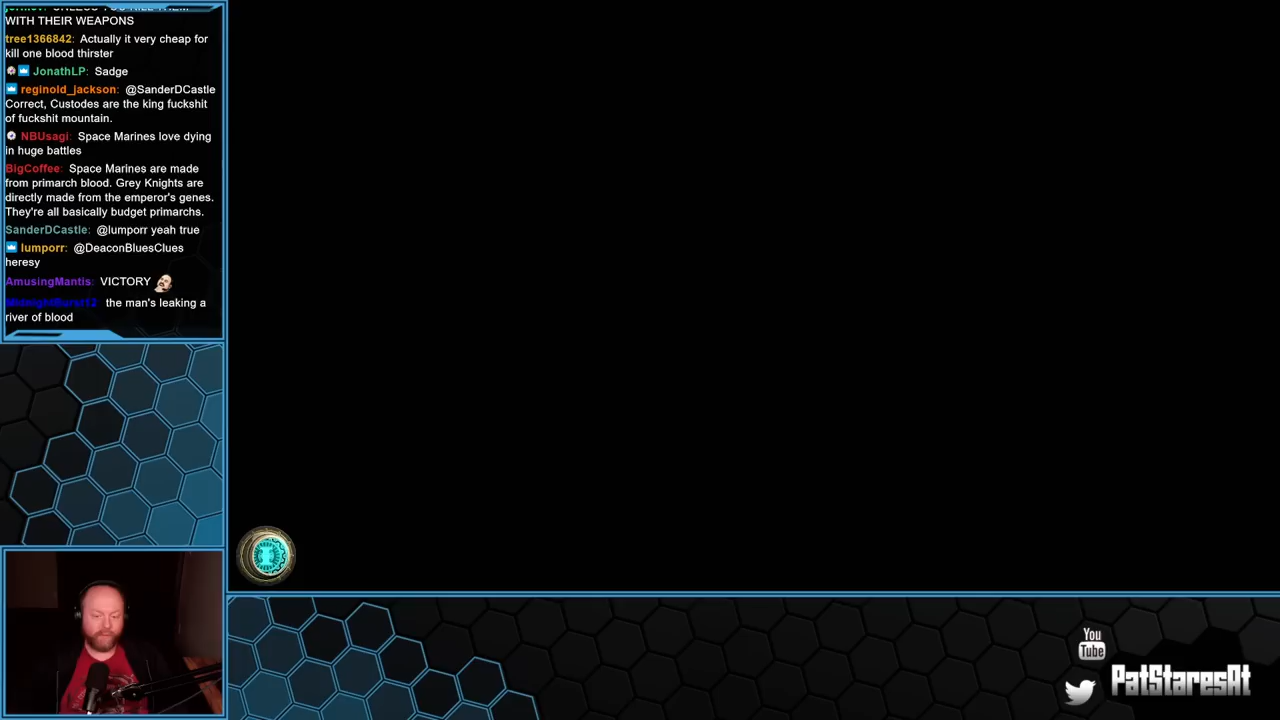 WITH THEIR WEAPONS
tree1366842: Actually it very cheap for
kill one blood thirster
JonathLP: Sadge
reginold_jackson: @SanderDCastle
Correct, Custodes are the king fuckshit
of fuckshit mountain.
NBUsagi: Space Marines love dying
in huge battles
BigCoffee: Space Marines are made
from primarch blood. Grey Knights are
directly made from the emperor's genes.
They're all basically budget primarchs.
SanderDCastle: @lumporr yeah true
lumporr: @DeaconBluesClues
heresy
AmusingMantis: VICTORY
MidnightBurst12 the man's leaking a
river of blood
You
Tube
PatStaresAt